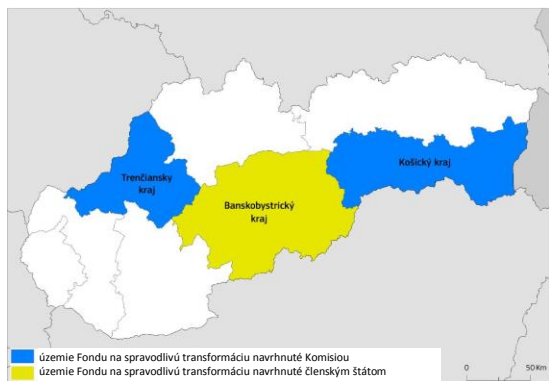 Trenčiansky
kraj
Košický kraj
Banskobystrický
kraj
územie Fondu na spravodlivú transformáciu navrhnuté Komisiou
územie Fondu na spravodlivú transformáciu navrhnuté členským štátom
0 50 Km